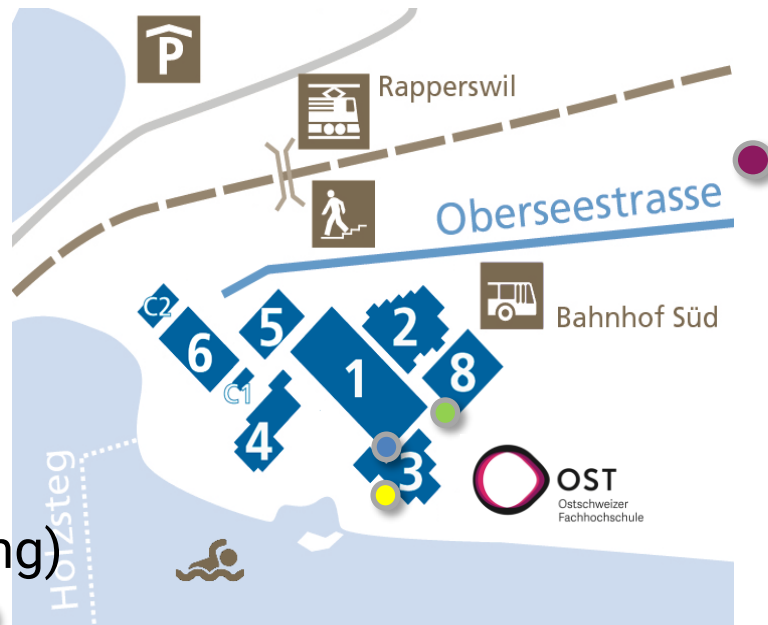 P
Rapperswil
Oberseestrasse
Bahnhof Süd
C2
6
5
1
2
8
C1
4
3
OST
Ostschweizer
Fachhochschule
Holzsteg
ng)